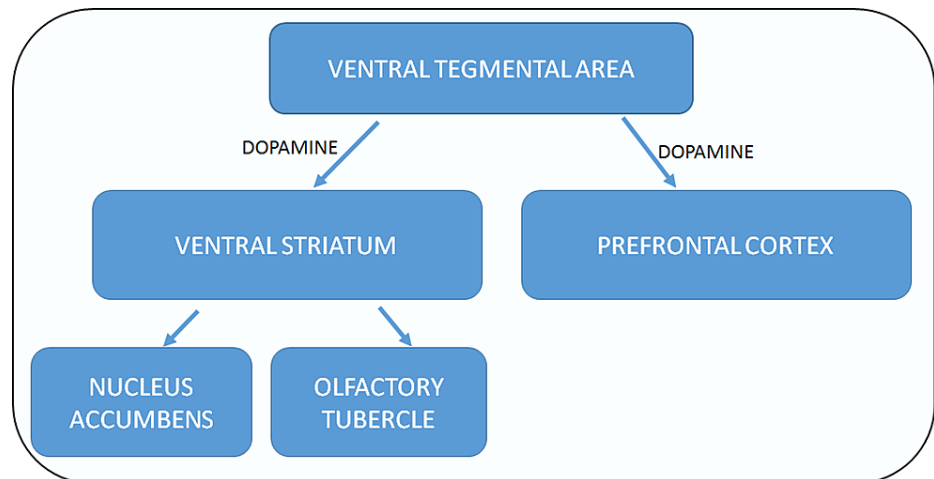 VENTRAL TEGMENTAL AREA
DOPAMINE
DOPAMINE
VENTRAL STRIATUM
PREFRONTAL CORTEX
NUCLEUS
ACCUMBENS
OLFACTORY
TUBERCLE